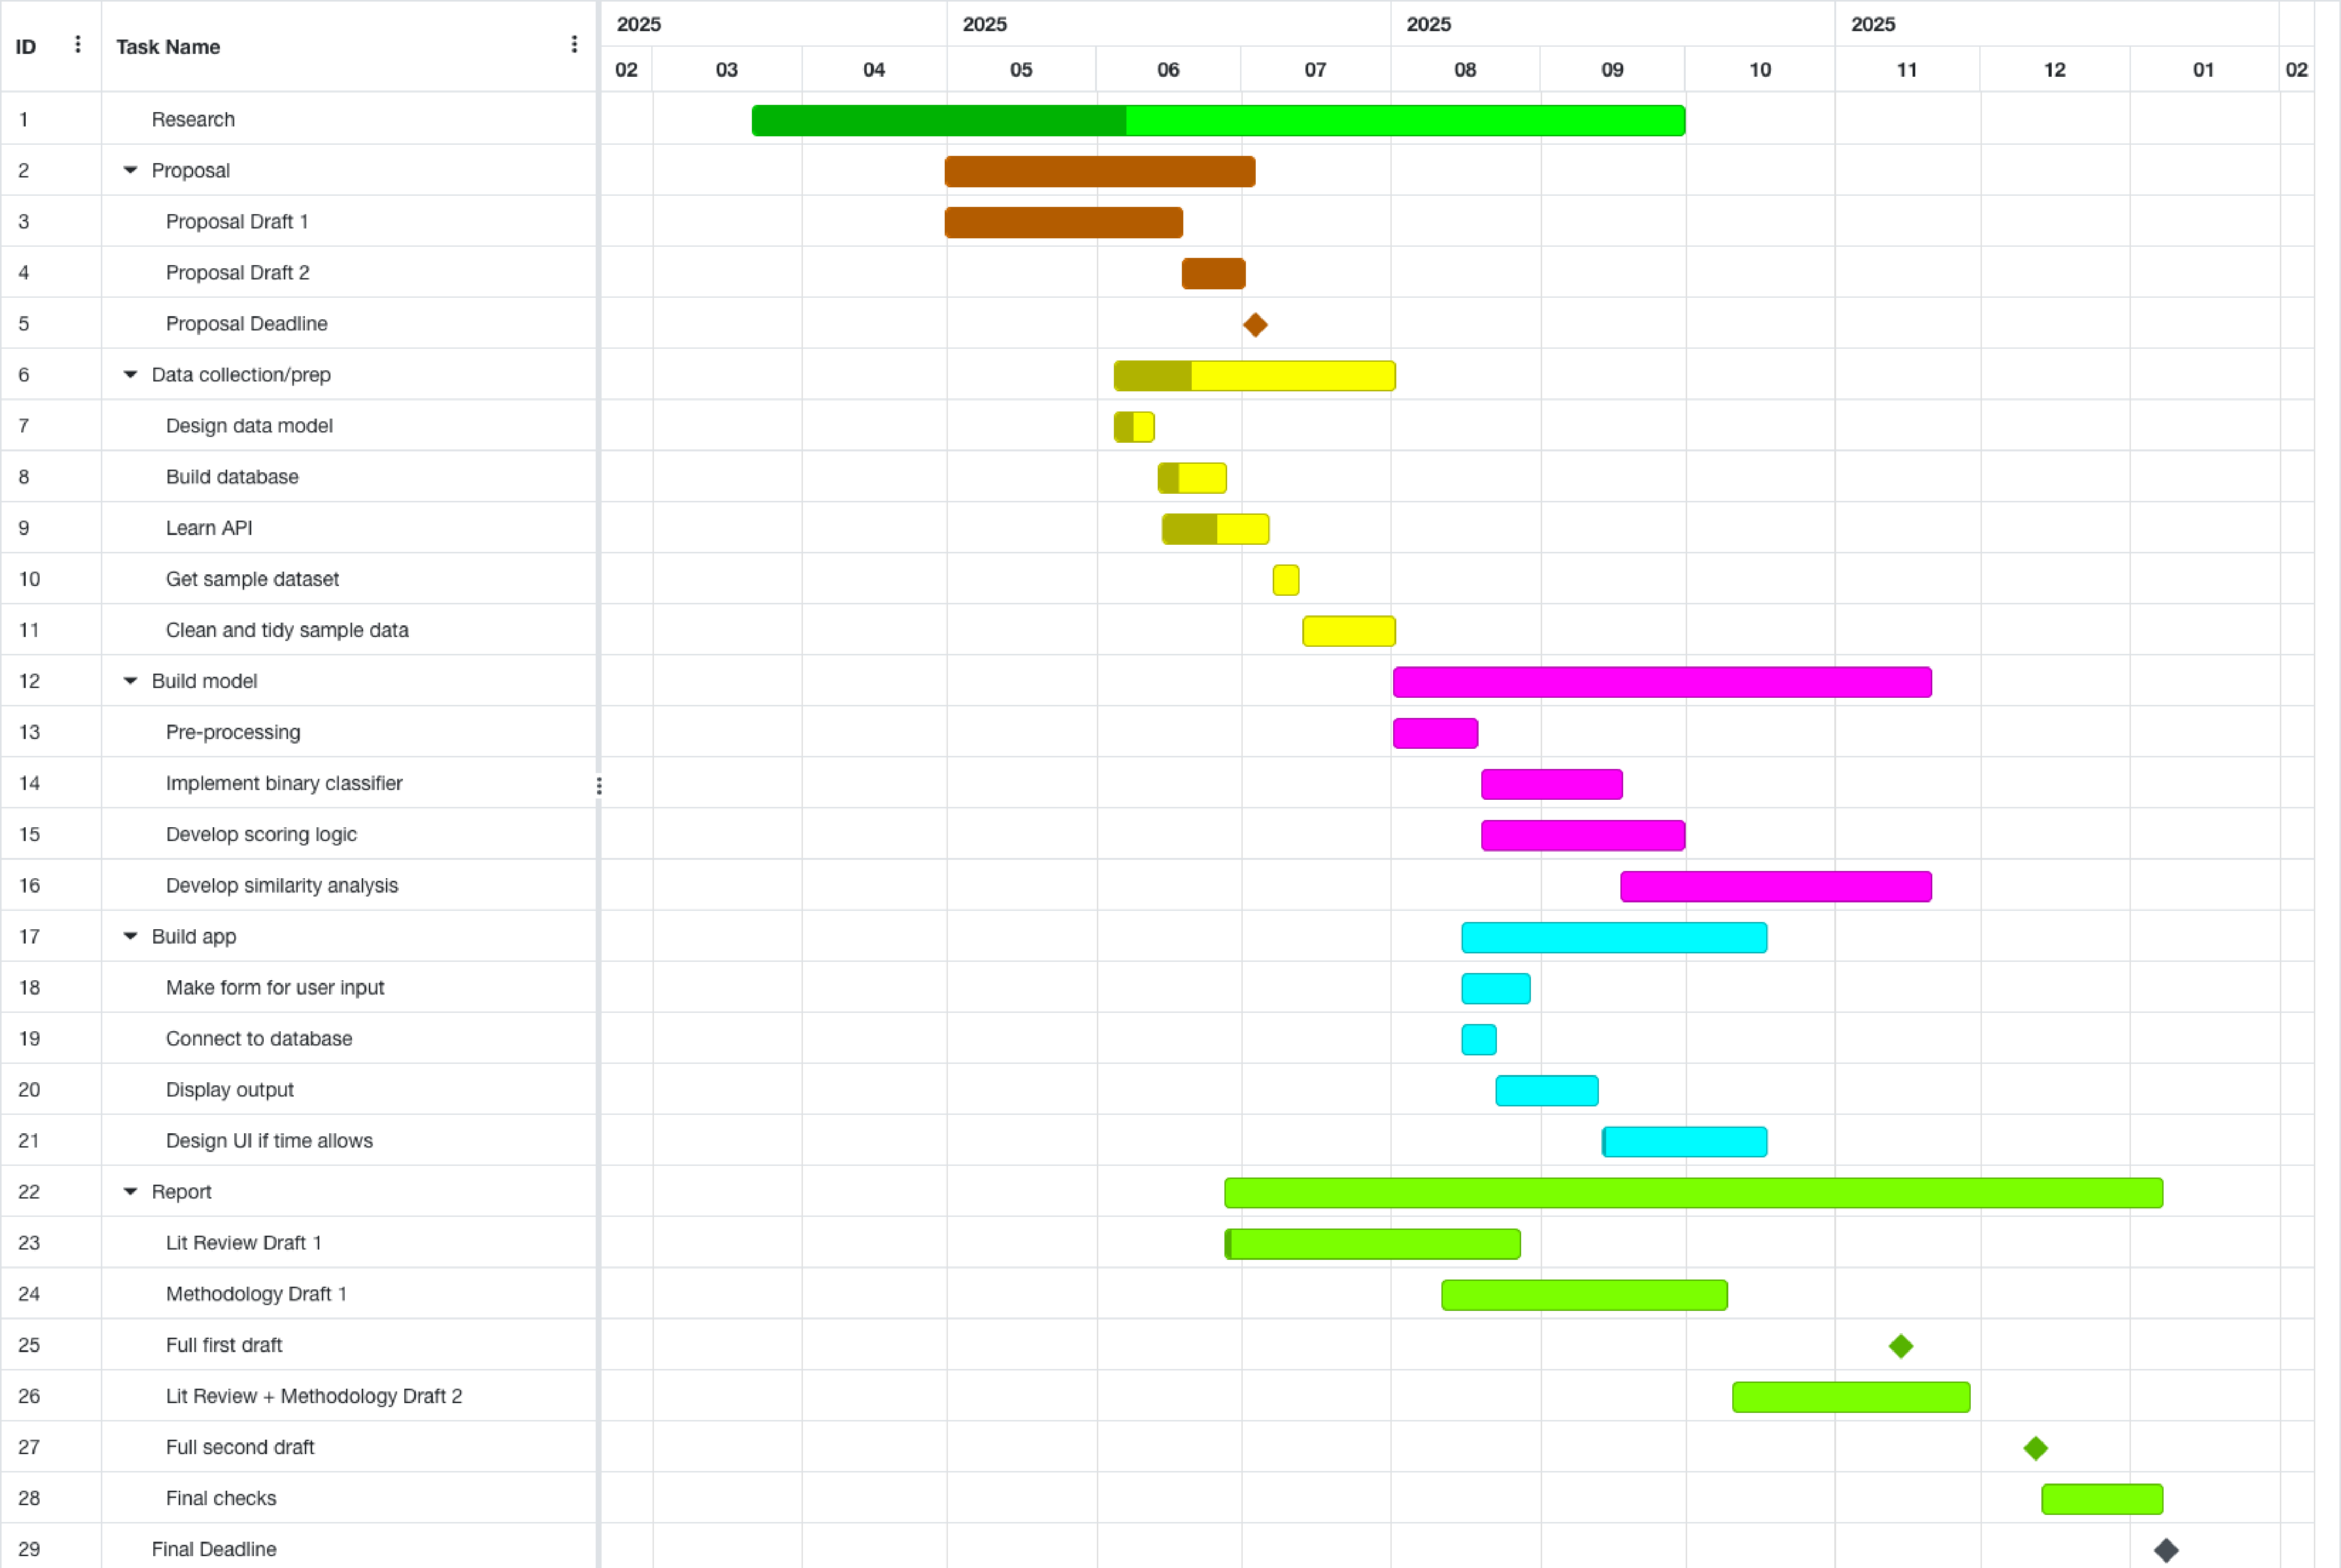 ID Task Name 2025 2025 2025 2025
02 03 04 05 06 07 08 09 10 11 12 01 02
1 Research
2 Proposal
3 Proposal Draft 1
4 Proposal Draft 2
5 Proposal Deadline
6 Data collection/prep
7 Design data model
8 Build database
9 Learn API
10 Get sample dataset
11 Clean and tidy sample data
12 Build model
13 Pre-processing
14 Implement binary classifier
15 Develop scoring logic
16 Develop similarity analysis
17 Build app
18 Make form for user input
19 Connect to database
20 Display output
21 Design UI if time allows
22 Report
23 Lit Review Draft 1
24 Methodology Draft 1
25 Full first draft
26 Lit Review + Methodology Draft 2
27 Full second draft
28 Final checks
29 Final Deadline